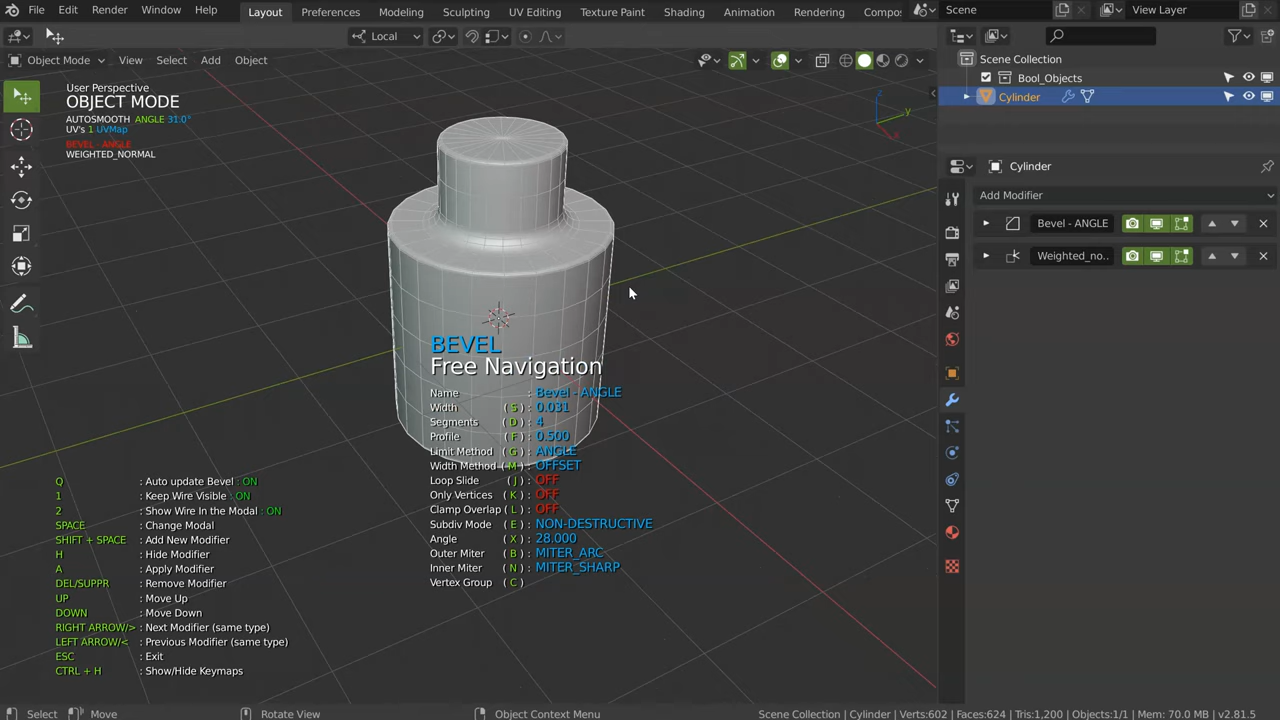 File Edit Render Window Help Layout Preferences Modeling Sculpting UV Editing Texture Paint Shading Animation Rendering Compos Scene View Layer
Local
Object Mode View Select Add Object
Scene Collection
Bool_Objects
Cylinder
User Perspective
OBJECT MODE
AUTOSMOOTH ANGLE 31.0°
UV's 1 UVMap
BEVEL - ANGLE
WEIGHTED_NORMAL
z
y
x
Cylinder
Add Modifier
Bevel - ANGLE
Weighted_no..
BEVEL
Free Navigation
Name : Bevel - ANGLE
Width ( S ) : 0.031
Segments ( D ) : 4
Profile ( F ) : 0.500
Limit Method ( G ) : ANGLE
Width Method ( M ) : OFFSET
Loop Slide ( J ) : OFF
Only Vertices ( K ) : OFF
Clamp Overlap ( L ) : OFF
Subdiv Mode ( E ) : NON-DESTRUCTIVE
Angle ( X ) : 28.000
Outer Miter ( B ) : MITER_ARC
Inner Miter ( N ) : MITER_SHARP
Vertex Group ( C )
Q : Auto update Bevel : ON
1 : Keep Wire Visible : ON
2 : Show Wire In the Modal : ON
SPACE : Change Modal
SHIFT + SPACE : Add New Modifier
H : Hide Modifier
A : Apply Modifier
DEL/SUPPR : Remove Modifier
UP : Move Up
DOWN : Move Down
RIGHT ARROW/> : Next Modifier (same type)
LEFT ARROW/< : Previous Modifier (same type)
ESC : Exit
CTRL + H : Show/Hide Keymaps
Select Move Rotate View Object Context Menu Scene Collection | Cylinder | Verts:602 | Faces:624 | Tris:1,200 | Objects:1/1 | Mem: 70.0 MB | v2.81.5